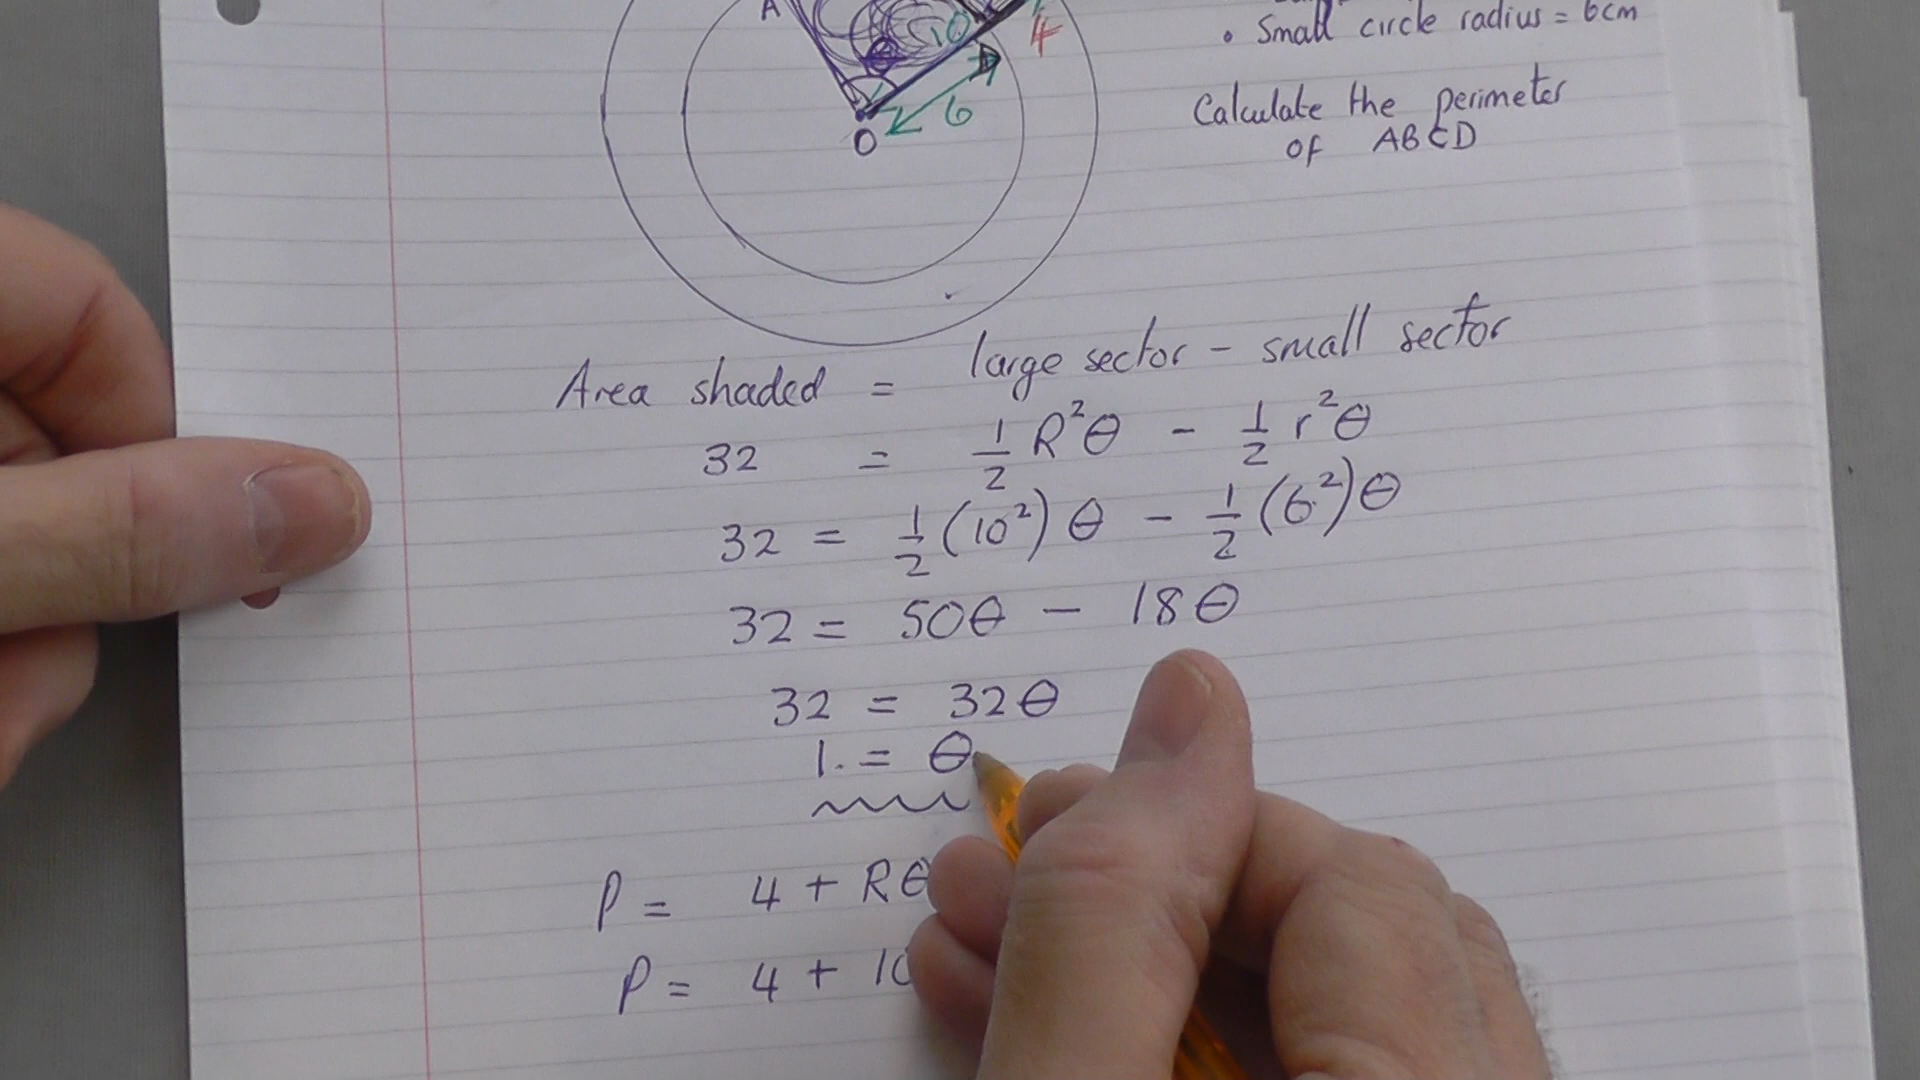 A
10
4
6
O
• Small circle radius = 6cm
Calculate the perimeter
of ABCD
Area shaded = large sector - small sector
32 = 1/2 R²θ - 1/2 r²θ
32 = 1/2 (10²) θ - 1/2 (6²)θ
32 = 50θ - 18θ
32 = 32θ
1. = θ
P = 4 + Rθ
P = 4 + 10